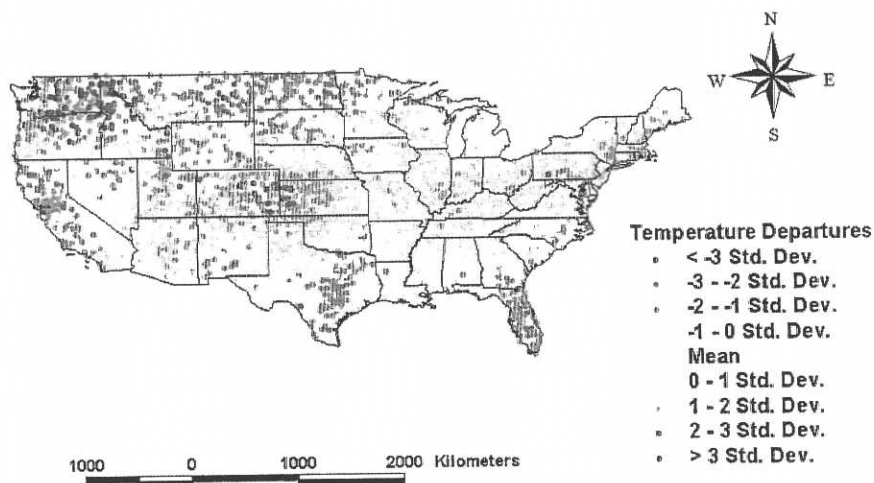 N
W E
S
Temperature Departures
< -3 Std. Dev.
-3 - -2 Std. Dev.
-2 - -1 Std. Dev.
-1 - 0 Std. Dev.
Mean
0 - 1 Std. Dev.
1 - 2 Std. Dev.
2 - 3 Std. Dev.
> 3 Std. Dev.
1000 0 1000 2000 Kilometers